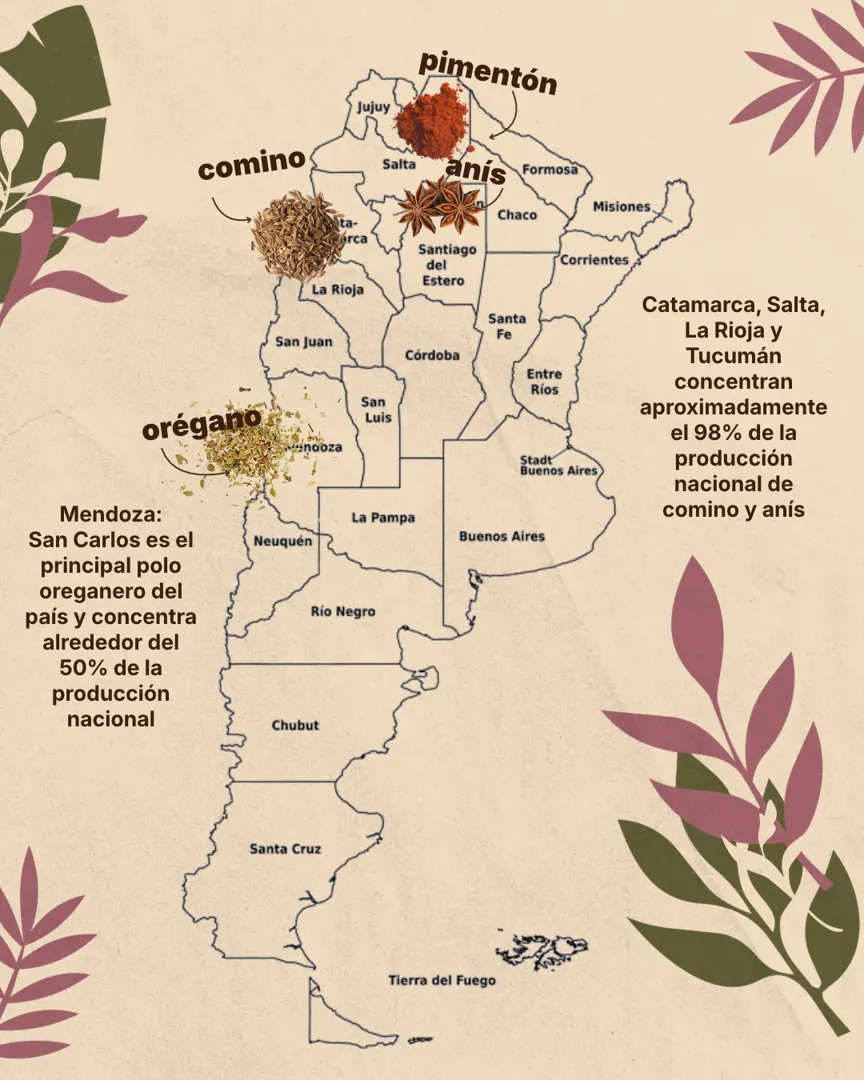 pimentón
Jujuy
comino
Salta
anís
Formosa
Misiones
Chaco
Corrientes
Santiago
del
Estero
La Rioja
Catamarca, Salta,
La Rioja y
Tucumán
concentran
aproximadamente
el 98% de la
producción
nacional de
comino y anís
Santa
Fe
San Juan
Córdoba
Entre
Ríos
San
Luis
orégano
Stadt
Buenos Aires
Mendoza:
San Carlos es el
principal polo
oreganero del
país y concentra
alrededor del
50% de la
producción
nacional
La Pampa
Buenos Aires
Neuquén
Río Negro
Chubut
Santa Cruz
Tierra del Fuego